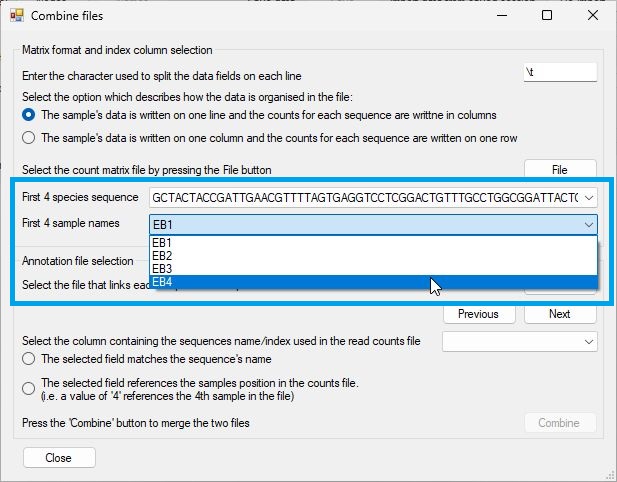 Combine files
Matrix format and index column selection
Enter the character used to split the data fields on each line
\t
Select the option which describes how the data is organised in the file:
The sample's data is written on one line and the counts for each sequence are writtne in columns
The sample's data is written on one column and the counts for each sequence are written on one row
Select the count matrix file by pressing the File button
File
First 4 species sequence
GCTACTACCGATTGAACGTTTTAGTGAGGTCCTCGGACTGTTTGCCTGGCGGATTACTC
First 4 sample names
EB1
EB1
EB2
EB3
EB4
Annotation file selection
Select the file that links eac
Previous
Next
Select the column containing the sequences name/index used in the read counts file
The selected field matches the sequence's name
The selected field references the samples position in the counts file.
(i.e. a value of '4' references the 4th sample in the file)
Press the 'Combine' button to merge the two files
Combine
Close